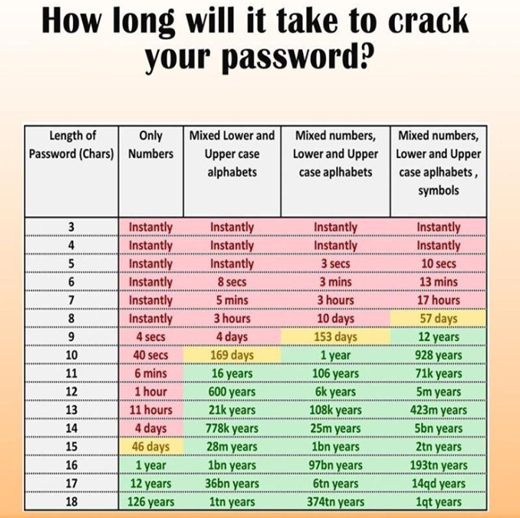 How long will it take to crack
your password?
Length of Password (Chars) Only Numbers Mixed Lower and Upper case alphabets Mixed numbers, Lower and Upper case aplhabets Mixed numbers, Lower and Upper case aplhabets , symbols
3 Instantly Instantly Instantly Instantly
4 Instantly Instantly Instantly Instantly
5 Instantly Instantly 3 secs 10 secs
6 Instantly 8 secs 3 mins 13 mins
7 Instantly 5 mins 3 hours 17 hours
8 Instantly 3 hours 10 days 57 days
9 4 secs 4 days 153 days 12 years
10 40 secs 169 days 1 year 928 years
11 6 mins 16 years 106 years 71k years
12 1 hour 600 years 6k years 5m years
13 11 hours 21k years 108k years 423m years
14 4 days 778k years 25m years 5bn years
15 46 days 28m years 1bn years 2tn years
16 1 year 1bn years 97bn years 193tn years
17 12 years 36bn years 6tn years 14qd years
18 126 years 1tn years 374tn years 1qt years